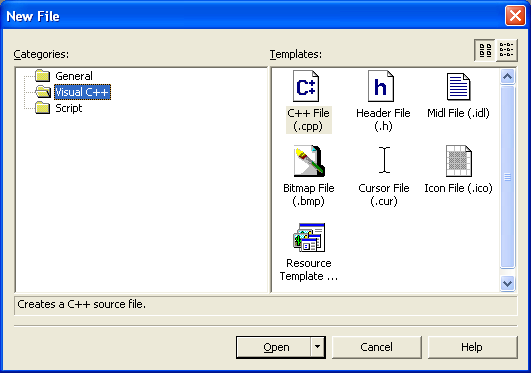 New File
Categories:
Templates:
General
Visual C++
Script
C++ File
(.cpp)
Header File
(.h)
Midl File (.idl)
Bitmap File
(.bmp)
Cursor File
(.cur)
Icon File (.ico)
Resource
Template ...
Creates a C++ source file.
Open
Cancel
Help